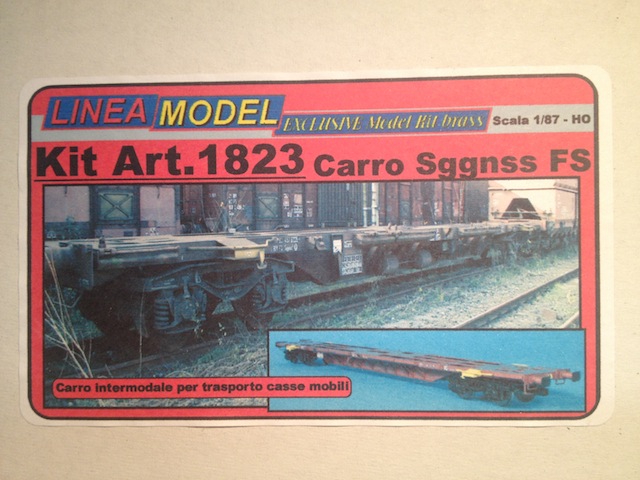 LINEA MODEL
EXCLUSIVE Model Kit brass
Scala 1/87 - HO
Kit Art.1823 Carro Sggnss FS
Carro intermodale per trasporto casse mobili